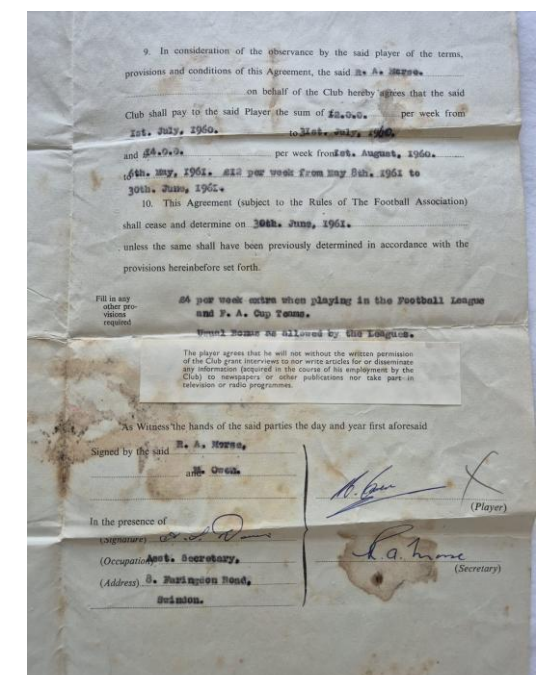 9. In consideration of the observance by the said player of the terms,
provisions and conditions of this Agreement, the said R. A. Morse.
on behalf of the Club hereby agrees that the said
Club shall pay to the said Player the sum of per week from
1st. July, 1960. to 31st. July, 1960.
and per week from 1st. August, 1960.
to 6th. May, 1961. £12 per week from May 8th. 1961 to
30th. June, 1961.
10. This Agreement (subject to the Rules of The Football Association)
shall cease and determine on 30th. June, 1961.
unless the same shall have been previously determined in accordance with the
provisions hereinbefore set forth.
Fill in any
other pro-
visions
required
£4 per week extra when playing in the Football League
and F. A. Cup Teams.
Usual Bonus as allowed by the Leagues.
The player agrees that he will not without the written permission
of the Club grant interviews to nor write articles for or disseminate
any information (acquired in the course of his employment by the
Club) to newspapers or other publications nor take part in
television or radio programmes.
As Witness the hands of the said parties the day and year first aforesaid
Signed by the said R. A. Morse,
and M. Owen.
M. Owen
X
(Player)
In the presence of
(Signature)
(Occupation) Asst. Secretary.
R. A. Morse
(Secretary)
(Address) 8. Faringdon Road,
Swindon.